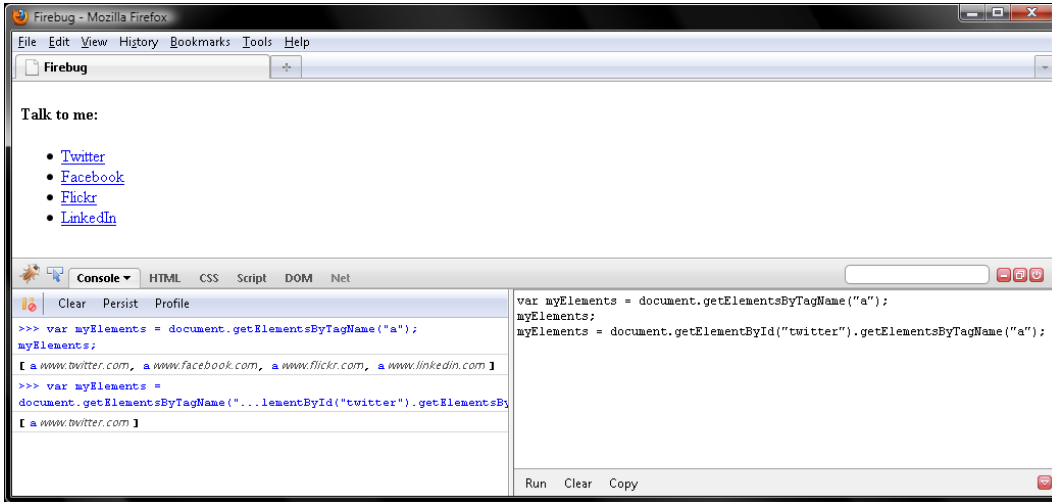 Firebug - Mozilla Firefox
File Edit View History Bookmarks Tools Help
Firebug
Talk to me:
• Twitter
• Facebook
• Flickr
• LinkedIn
Console HTML CSS Script DOM Net
Clear Persist Profile
>>> var myElements = document.getElementsByTagName("a");
myElements;
[ a www.twitter.com, a www.facebook.com, a www.flickr.com, a www.linkedin.com ]
>>> var myElements =
document.getElementsByTagName("...lementById("twitter").getElementsBy
[ a www.twitter.com ]
var myElements = document.getElementsByTagName("a");
myElements;
myElements = document.getElementById("twitter").getElementsByTagName("a");
Run Clear Copy